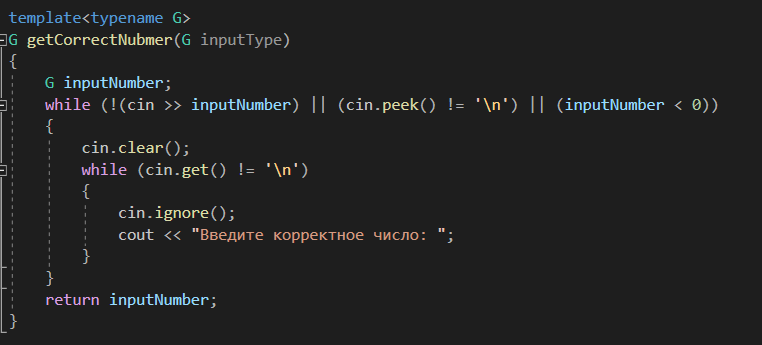 template<typename G>
G getCorrectNubmer(G inputType)
{
    G inputNumber;
    while (!(cin >> inputNumber) || (cin.peek() != '\n') || (inputNumber < 0))
    {
        cin.clear();
        while (cin.get() != '\n')
        {
            cin.ignore();
            cout << "Введите корректное число: ";
        }
    }
    return inputNumber;
}